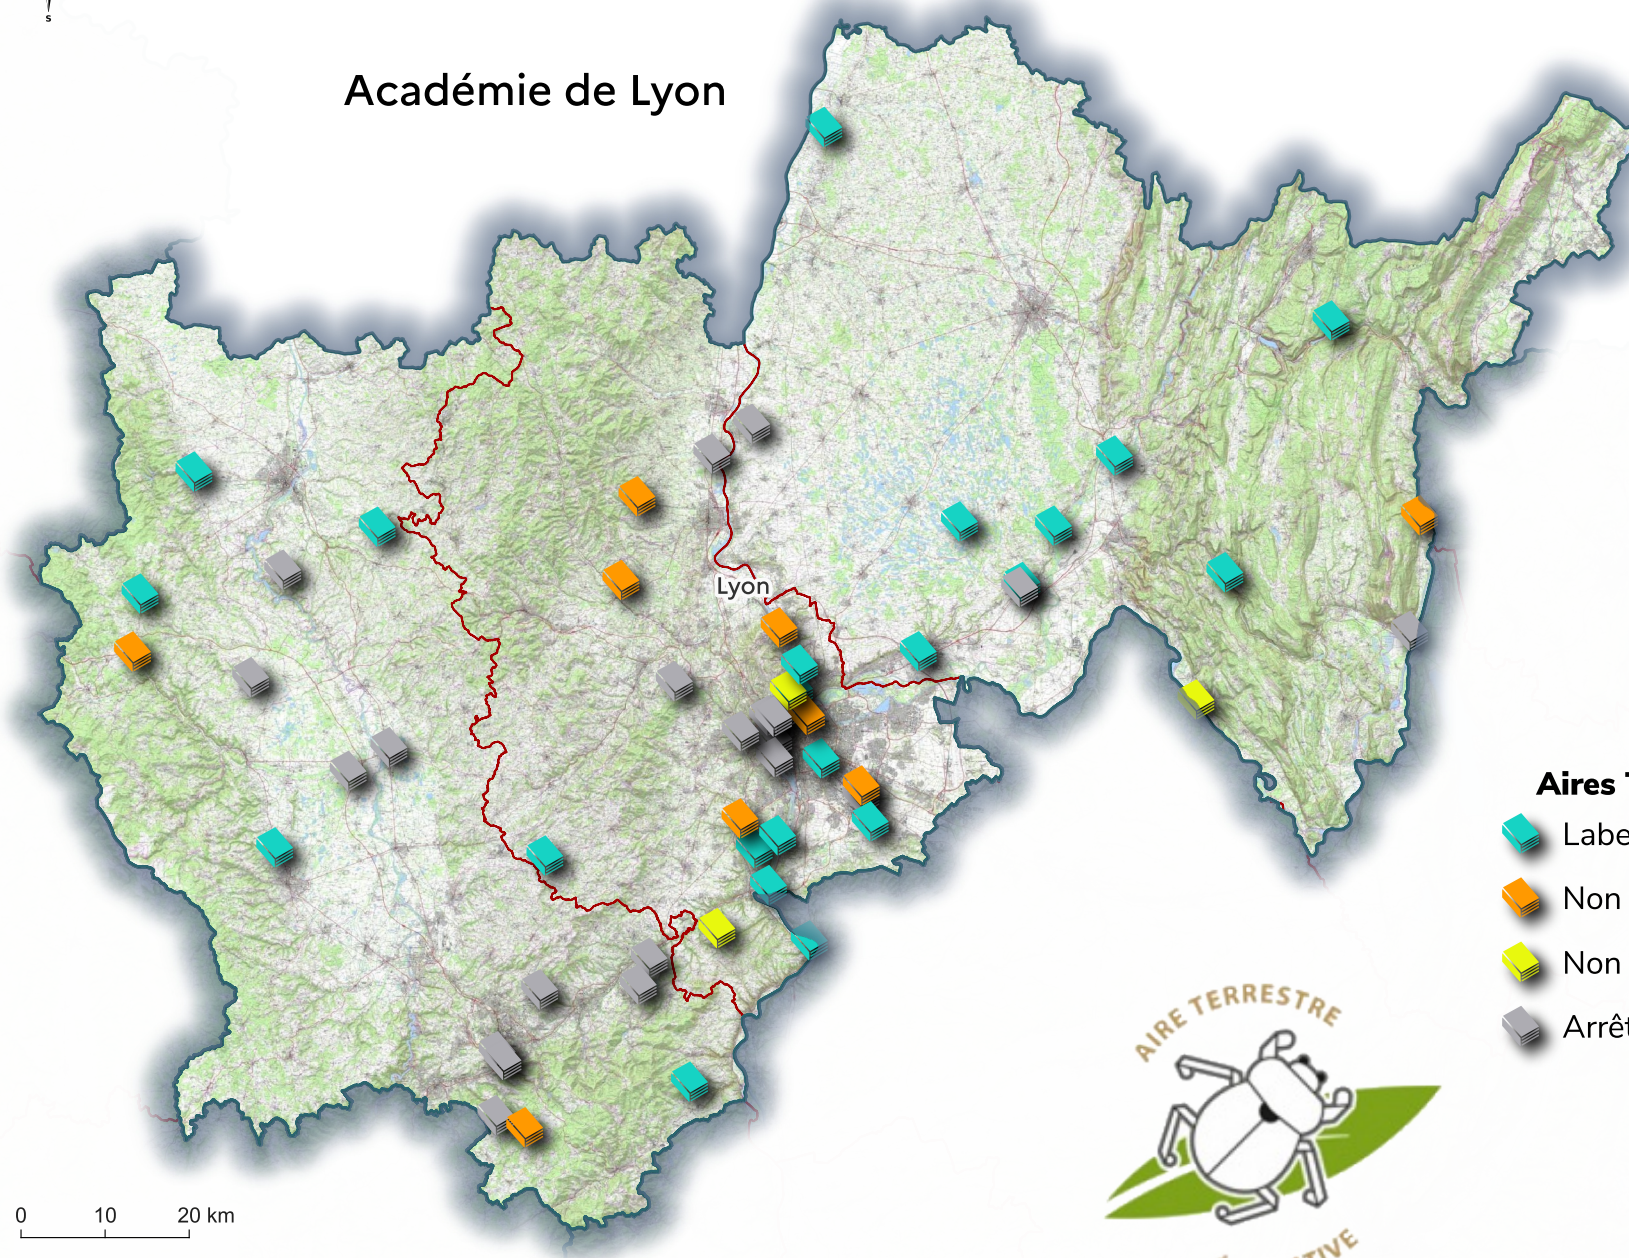 s
Académie de Lyon
Lyon
Aires
Labe
Non
Non
Arrêt
AIRE TERRESTRE
0 10 20 km